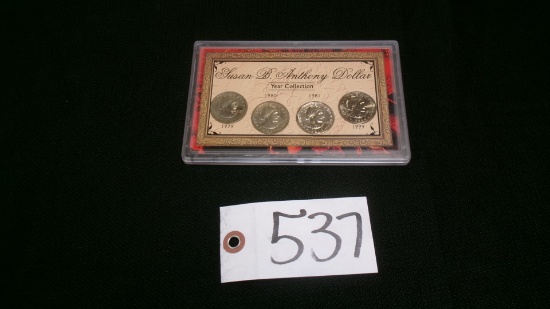 Susan B. Anthony Dollar
Year Collection
1980 1981
1979 1999
537